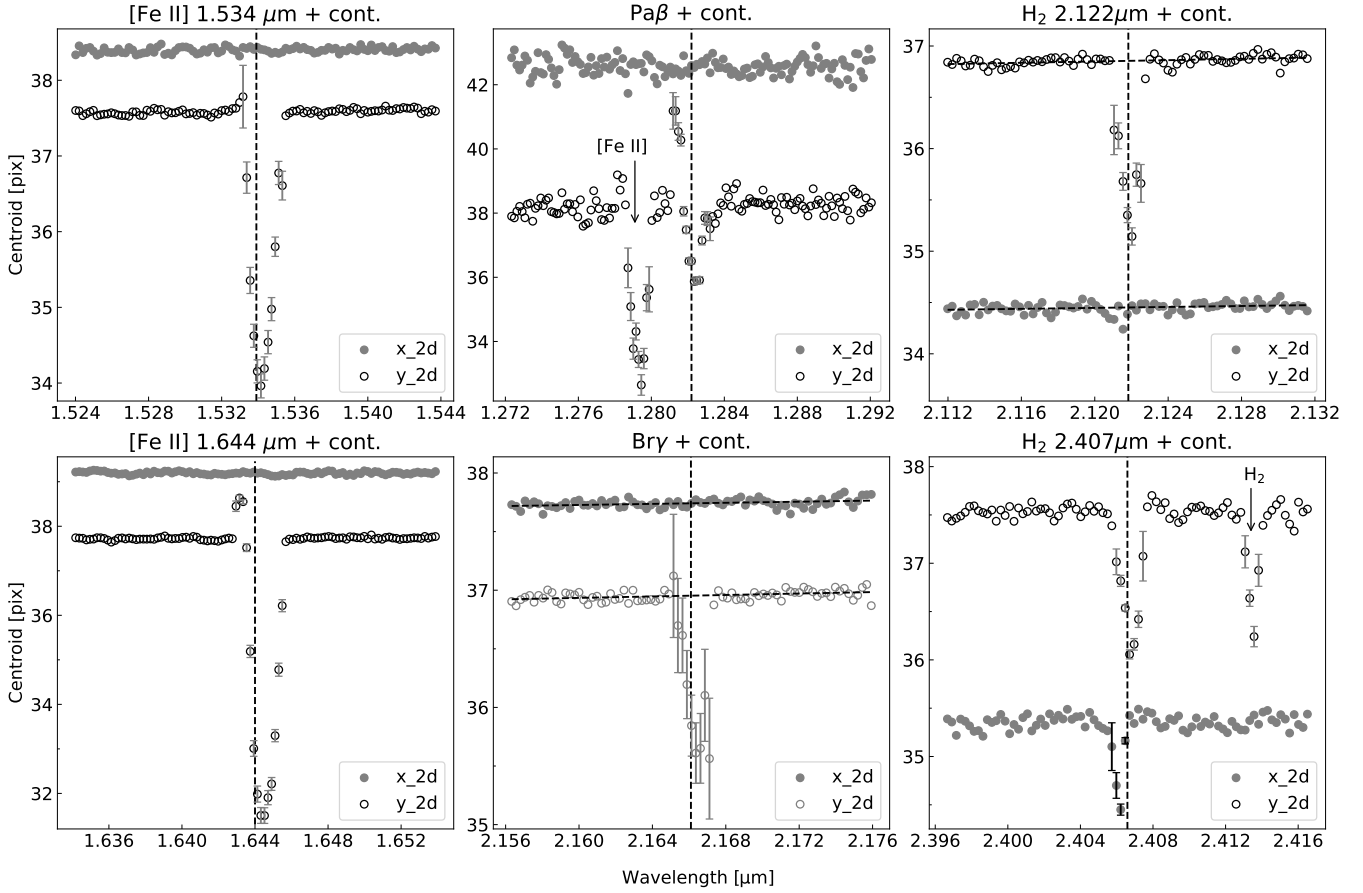 [Fe II] 1.534 μm + cont.
Paβ + cont.
H₂ 2.122μm + cont.
Centroid [pix]
38
37
36
35
34
1.524 1.528 1.532 1.536 1.540 1.544
x_2d
y_2d
42
40
38
36
34
[Fe II]
1.272 1.276 1.280 1.284 1.288 1.292
x_2d
y_2d
37
36
35
34
2.112 2.116 2.120 2.124 2.128 2.132
x_2d
y_2d
[Fe II] 1.644 μm + cont.
Brγ + cont.
H₂ 2.407μm + cont.
Centroid [pix]
38
36
34
32
1.636 1.640 1.644 1.648 1.652
x_2d
y_2d
38
37
36
35
2.156 2.160 2.164 2.168 2.172 2.176
x_2d
y_2d
38
37
36
35
H₂
2.396 2.400 2.404 2.408 2.412 2.416
x_2d
y_2d
Wavelength [μm]